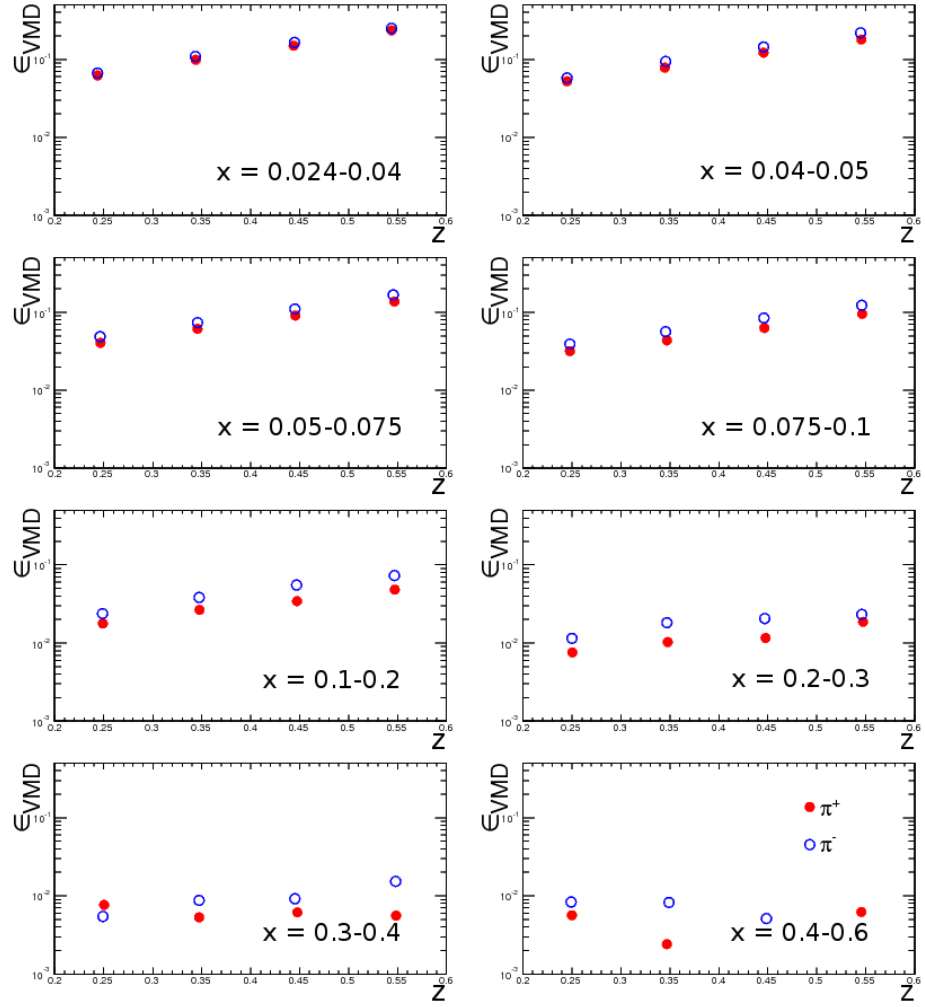 ∈VMD ∈VMD
10⁻¹ 10⁻¹
10⁻² 10⁻²
x = 0.024-0.04 x = 0.04-0.05
10⁻³ 10⁻³
0.2 0.25 0.3 0.35 0.4 0.45 0.5 0.55 0.6 0.2 0.25 0.3 0.35 0.4 0.45 0.5 0.55 0.6
Z Z
∈VMD ∈VMD
10⁻¹ 10⁻¹
10⁻² 10⁻²
x = 0.05-0.075 x = 0.075-0.1
10⁻³ 10⁻³
0.2 0.25 0.3 0.35 0.4 0.45 0.5 0.55 0.6 0.2 0.25 0.3 0.35 0.4 0.45 0.5 0.55 0.6
Z Z
∈VMD ∈VMD
10⁻¹ 10⁻¹
10⁻² 10⁻²
x = 0.1-0.2 x = 0.2-0.3
10⁻³ 10⁻³
0.2 0.25 0.3 0.35 0.4 0.45 0.5 0.55 0.6 0.2 0.25 0.3 0.35 0.4 0.45 0.5 0.55 0.6
Z Z
∈VMD ∈VMD
π⁺
10⁻¹ 10⁻¹
π⁻
10⁻² 10⁻²
x = 0.3-0.4 x = 0.4-0.6
10⁻³ 10⁻³
0.2 0.25 0.3 0.35 0.4 0.45 0.5 0.55 0.6 0.2 0.25 0.3 0.35 0.4 0.45 0.5 0.55 0.6
Z Z